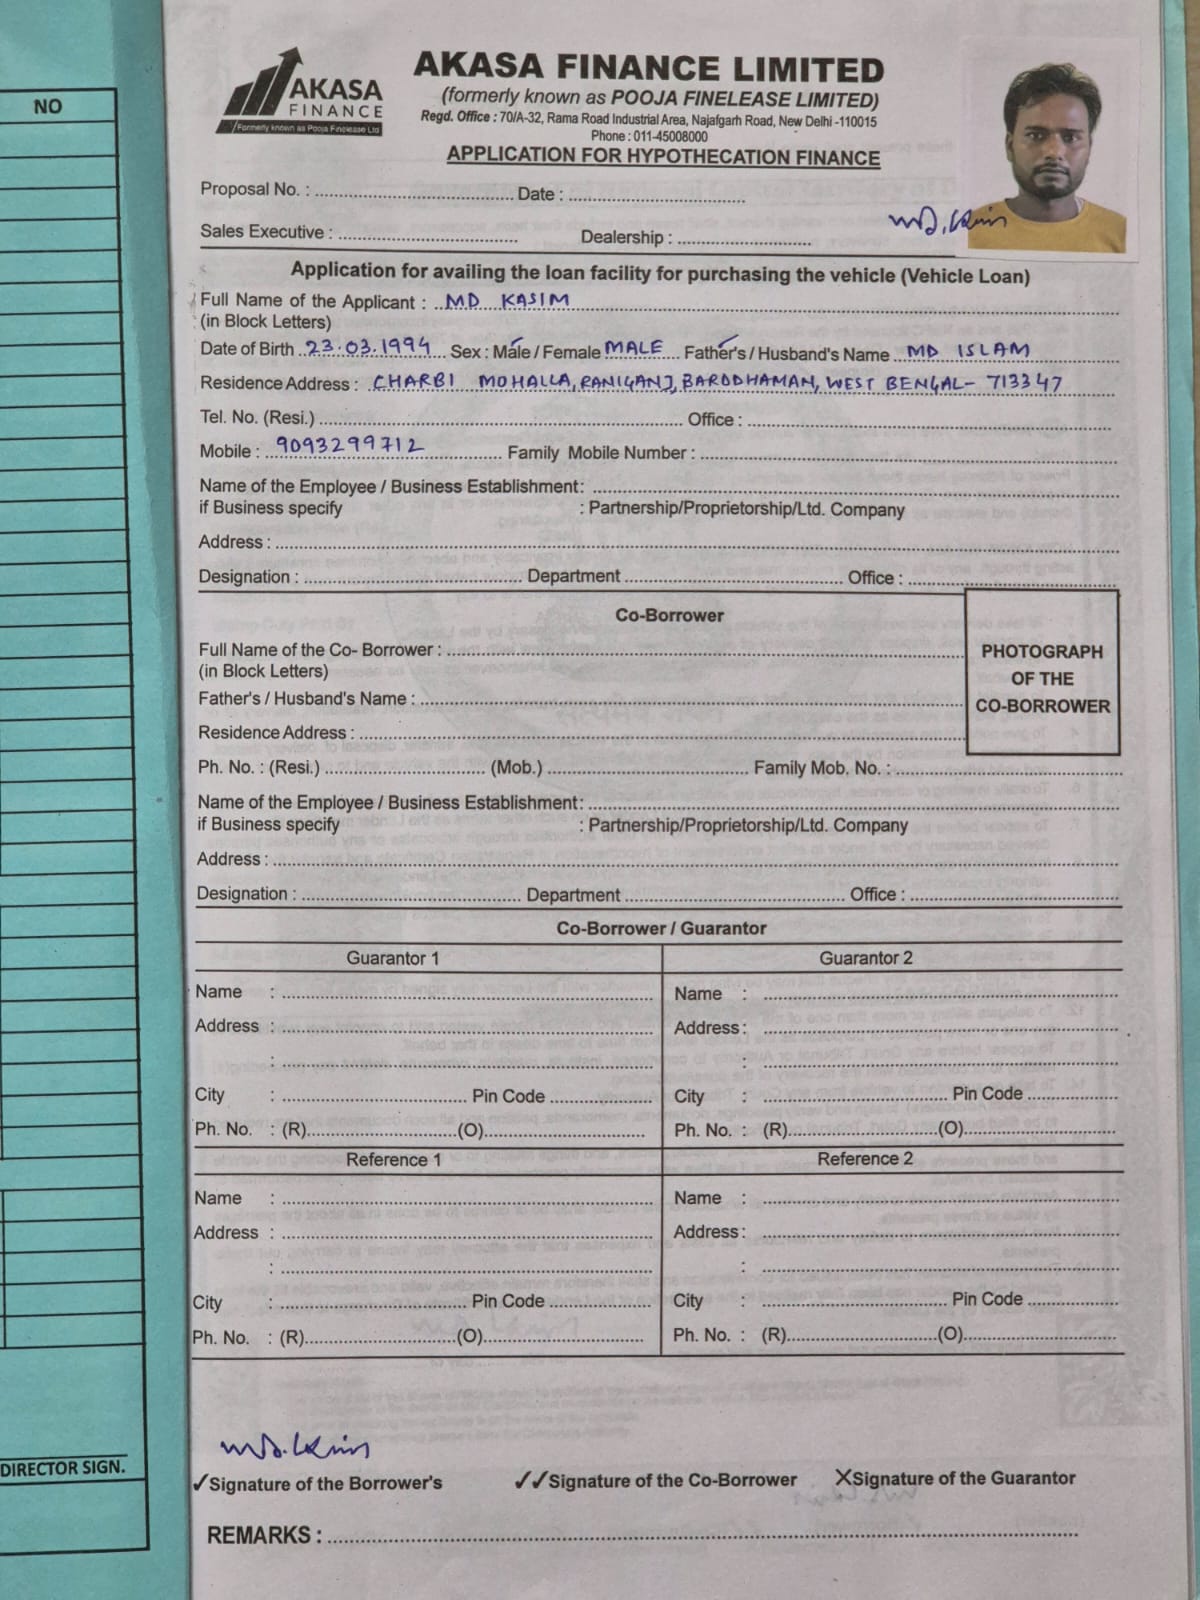 NO
DIRECTOR SIGN.
AKASA
FINANCE
Formerly known as Pooja Finelease Ltd
AKASA FINANCE LIMITED
(formerly known as POOJA FINELEASE LIMITED)
Regd. Office : 70/A-32, Rama Road Industrial Area, Najafgarh Road, New Delhi -110015
Phone : 011-45008000
APPLICATION FOR HYPOTHECATION FINANCE
Proposal No. : Date :
Sales Executive : Dealership :
Application for availing the loan facility for purchasing the vehicle (Vehicle Loan)
Full Name of the Applicant : MD KASIM
(in Block Letters)
Date of Birth 23.03.1994 Sex : Male / Female MALE Father's / Husband's Name MD ISLAM
Residence Address : CHARBI MOHALLA, RANIGANJ, BARDDHAMAN, WEST BENGAL- 713347
Tel. No. (Resi.) Office :
Mobile : 9093299712 Family Mobile Number :
Name of the Employee / Business Establishment:
if Business specify : Partnership/Proprietorship/Ltd. Company
Address :
Designation : Department Office :
Co-Borrower
Full Name of the Co- Borrower :
(in Block Letters)
Father's / Husband's Name :
Residence Address :
PHOTOGRAPH
OF THE
CO-BORROWER
Ph. No. : (Resi.) (Mob.) Family Mob. No. :
Name of the Employee / Business Establishment:
if Business specify : Partnership/Proprietorship/Ltd. Company
Address :
Designation : Department Office :
Co-Borrower / Guarantor
Guarantor 1 Guarantor 2
Name : Name :
Address : Address :
: :
City : Pin Code City : Pin Code
Ph. No. : (R) (O) Ph. No. : (R) (O)
Reference 1 Reference 2
Name : Name :
Address : Address :
: :
City : Pin Code City : Pin Code
Ph. No. : (R) (O) Ph. No. : (R) (O)
✓Signature of the Borrower's ✓✓Signature of the Co-Borrower XSignature of the Guarantor
REMARKS :